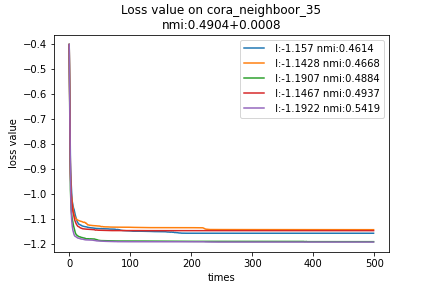 Loss value on cora_neighboor_35
nmi:0.4904+0.0008
l:-1.157 nmi:0.4614
l:-1.1428 nmi:0.4668
l:-1.1907 nmi:0.4884
l:-1.1467 nmi:0.4937
l:-1.1922 nmi:0.5419
loss value
−0.4
−0.5
−0.6
−0.7
−0.8
−0.9
−1.0
−1.1
−1.2
0 100 200 300 400 500
times